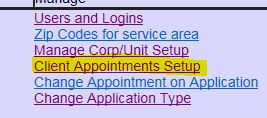 Manage
Users and Logins
Zip Codes for service area
Manage Corp/Unit Setup
Client Appointments Setup
Change Appointment on Application
Change Application Type